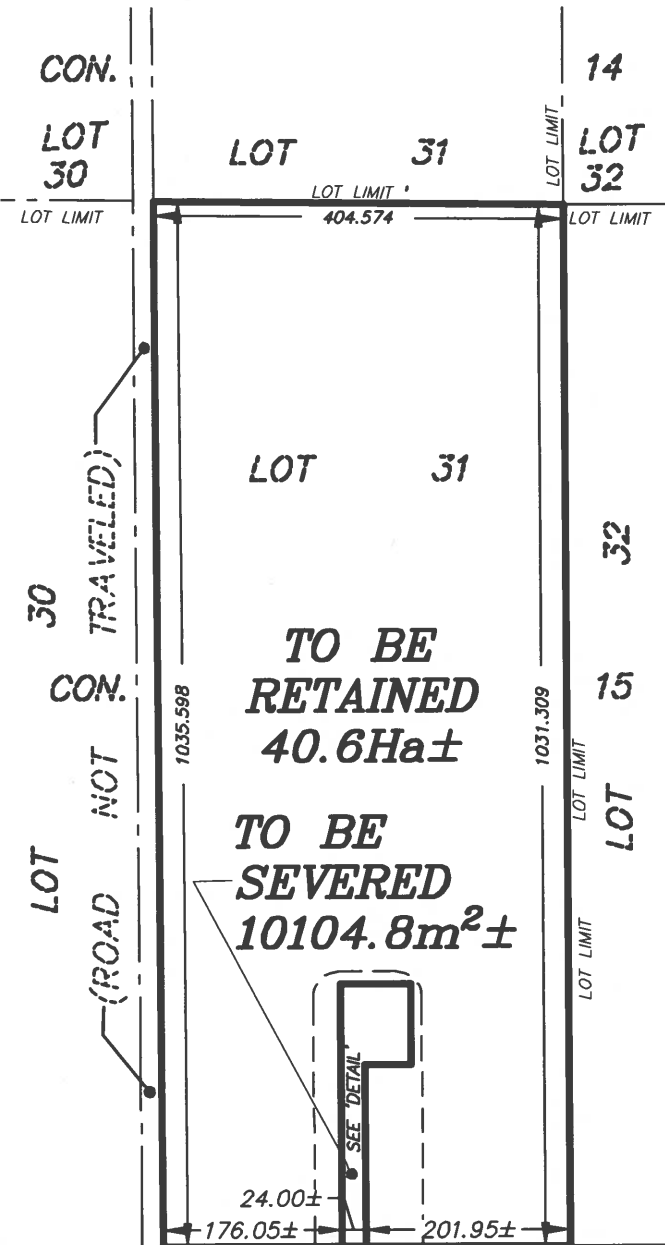 CON. 14
LOT 30
LOT 31
LOT LIMIT
LOT 32
LOT LIMIT
LOT LIMIT
404.574
LOT LIMIT
LOT 31
(ROAD NOT TRAVELED)
LOT 30
CON. 15
LOT 32
TO BE
RETAINED
40.6Ha±
1035.598
1031.309
LOT LIMIT
LOT LIMIT
TO BE
SEVERED
10104.8m²±
SEE 'DETAIL'
24.00±
176.05±
201.95±